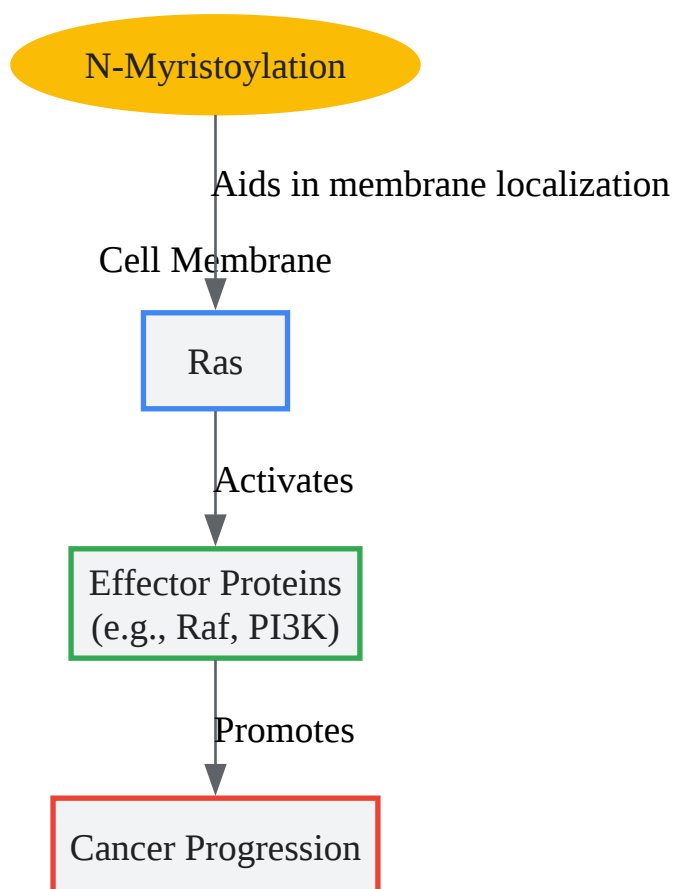 N-Myristoylation
Aids in membrane localization
Cell Membrane
Ras
Activates
Effector Proteins
(e.g., Raf, PI3K)
Promotes
Cancer Progression